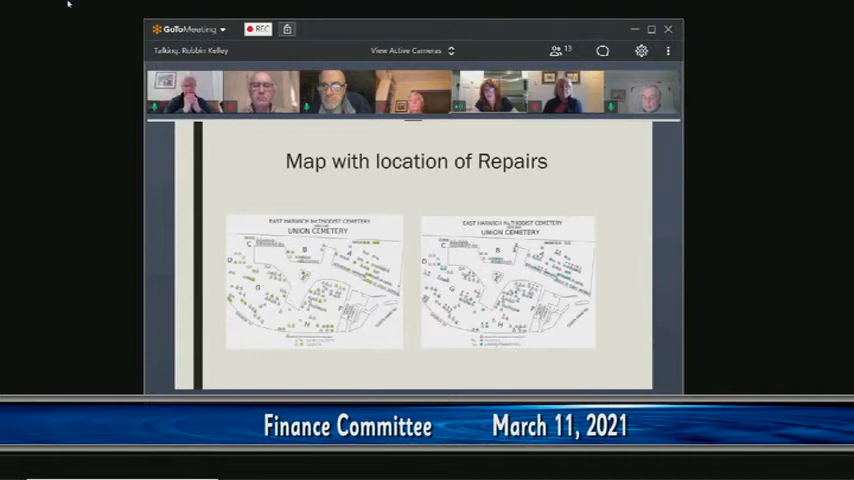 GoToMeeting
REC
Talking: Robbin Kelley
View Active Cameras
13
Map with location of Repairs
EAST HARWICH METHODIST CEMETERY
UNION CEMETERY
C
B
A
D
G
F
H
EAST HARWICH METHODIST CEMETERY
UNION CEMETERY
C
B
A
D
G
F
H
Finance Committee March 11, 2021